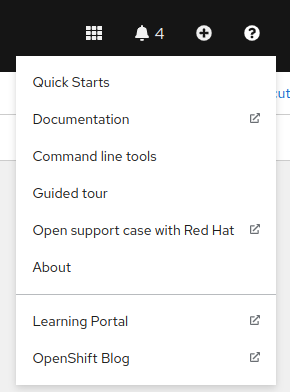 4
Quick Starts
cut
Documentation
Command line tools
Guided tour
Open support case with Red Hat
About
Learning Portal
OpenShift Blog